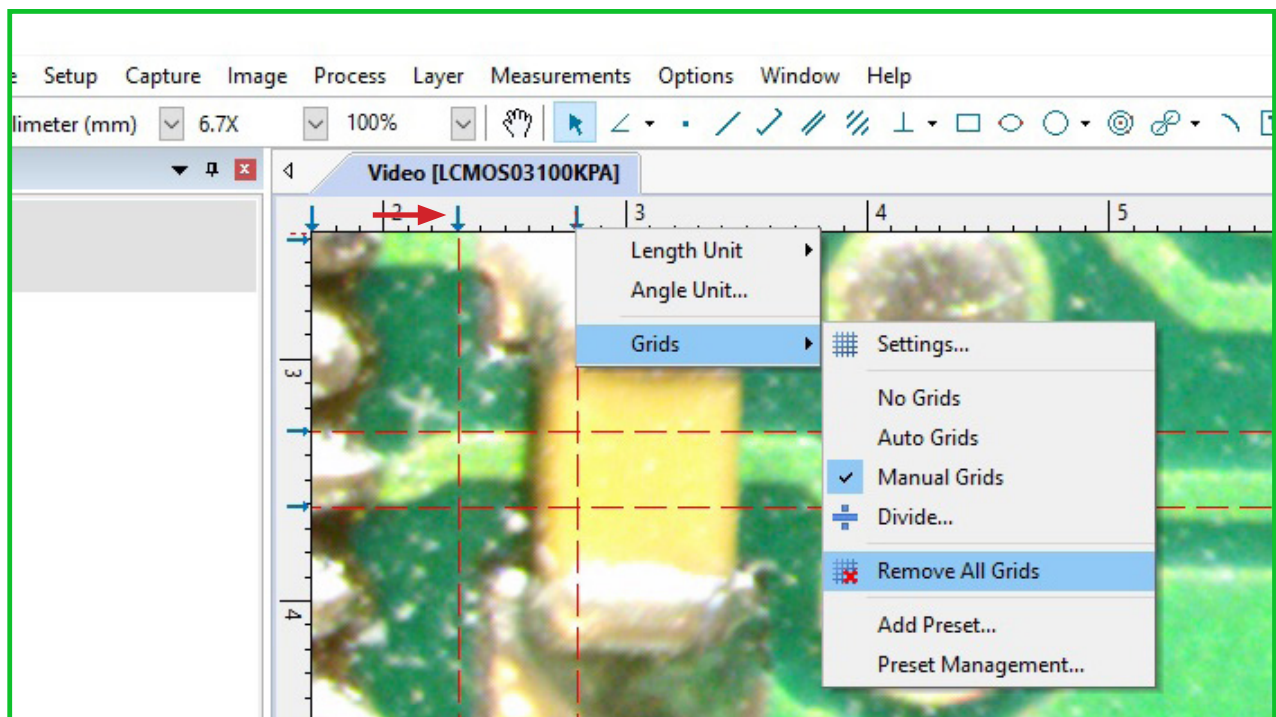 e Setup Capture Image Process Layer Measurements Options Window Help
limeter (mm) 6.7X 100%
Video [LCMOS03100KPA]
2 3 4 5
Length Unit
Angle Unit...
Grids
Settings...
No Grids
Auto Grids
Manual Grids
Divide...
Remove All Grids
Add Preset...
Preset Management...
3
4